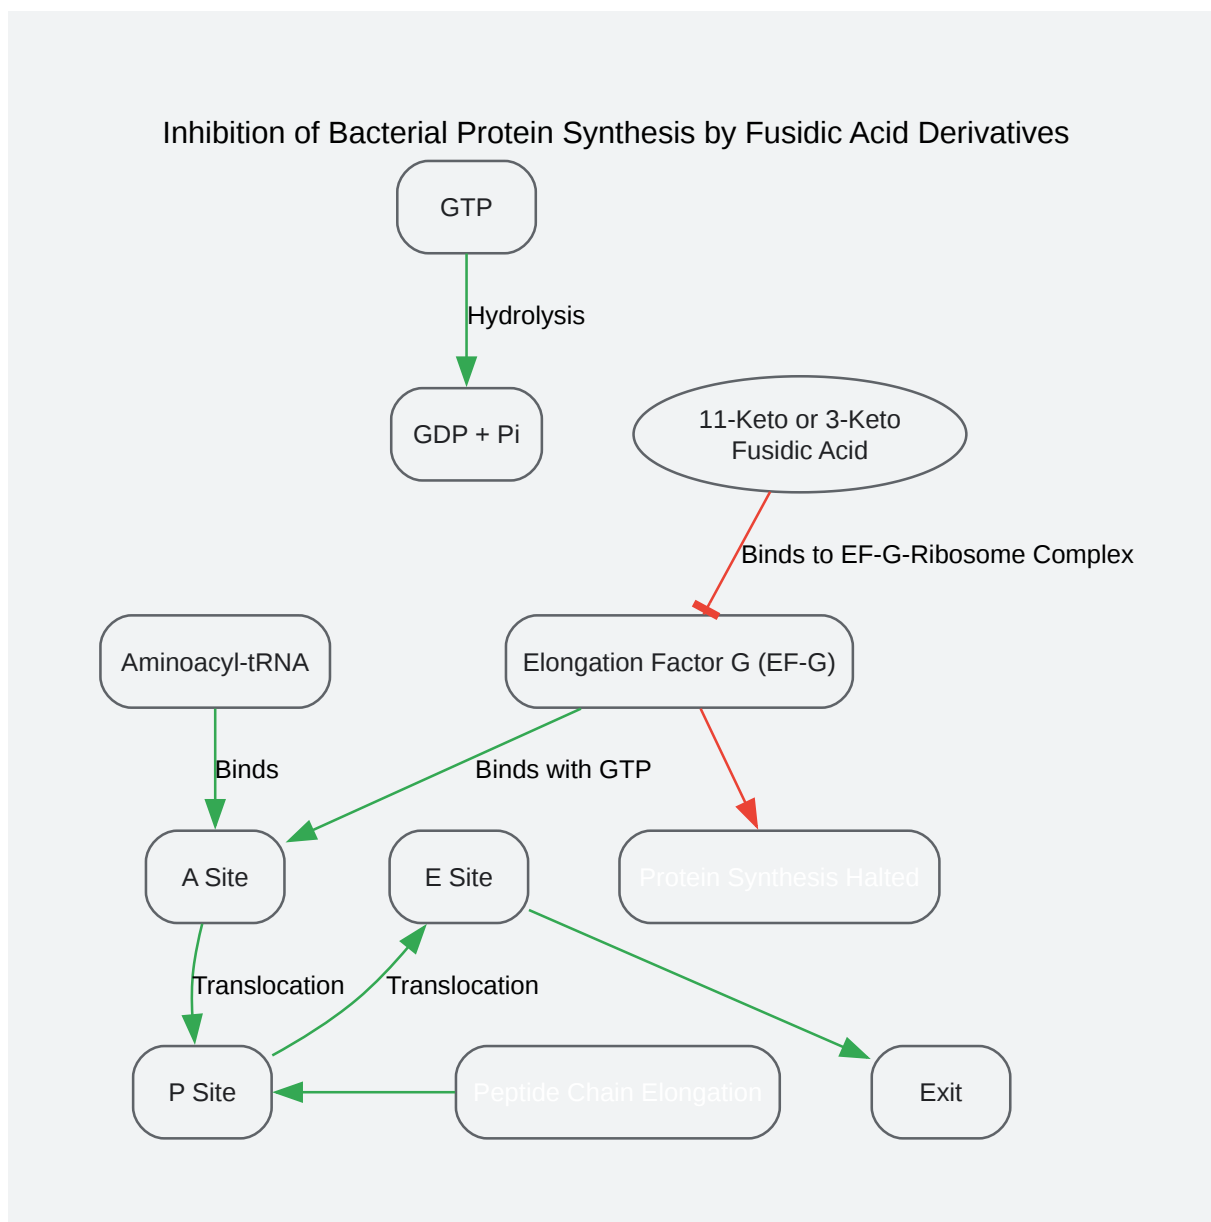 Inhibition of Bacterial Protein Synthesis by Fusidic Acid Derivatives
GTP
Hydrolysis
GDP + Pi
11-Keto or 3-Keto
Fusidic Acid
Binds to EF-G-Ribosome Complex
Aminoacyl-tRNA
Elongation Factor G (EF-G)
Binds
Binds with GTP
A Site
E Site
Protein Synthesis Halted
Translocation
Translocation
P Site
Peptide Chain Elongation
Exit